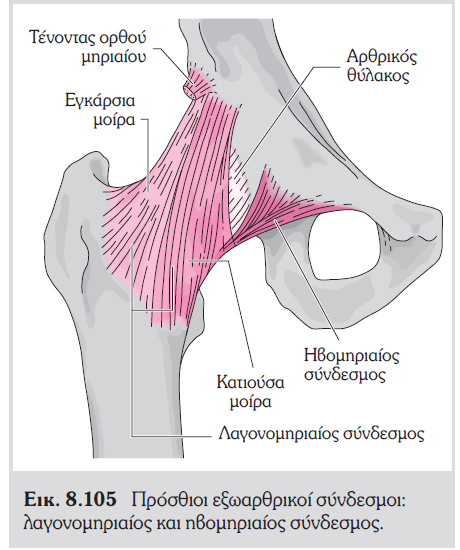 Τένοντας ορθού
μηριαίου
Αρθρικός
θύλακος
Εγκάρσια
μοίρα
Ηβομηριαίος
σύνδεσμος
Κατιούσα
μοίρα
Λαγονομηριαίος σύνδεσμος
Εικ. 8.105 Πρόσθιοι εξωαρθρικοί σύνδεσμοι:
λαγονομηριαίος και ηβομηριαίος σύνδεσμος.